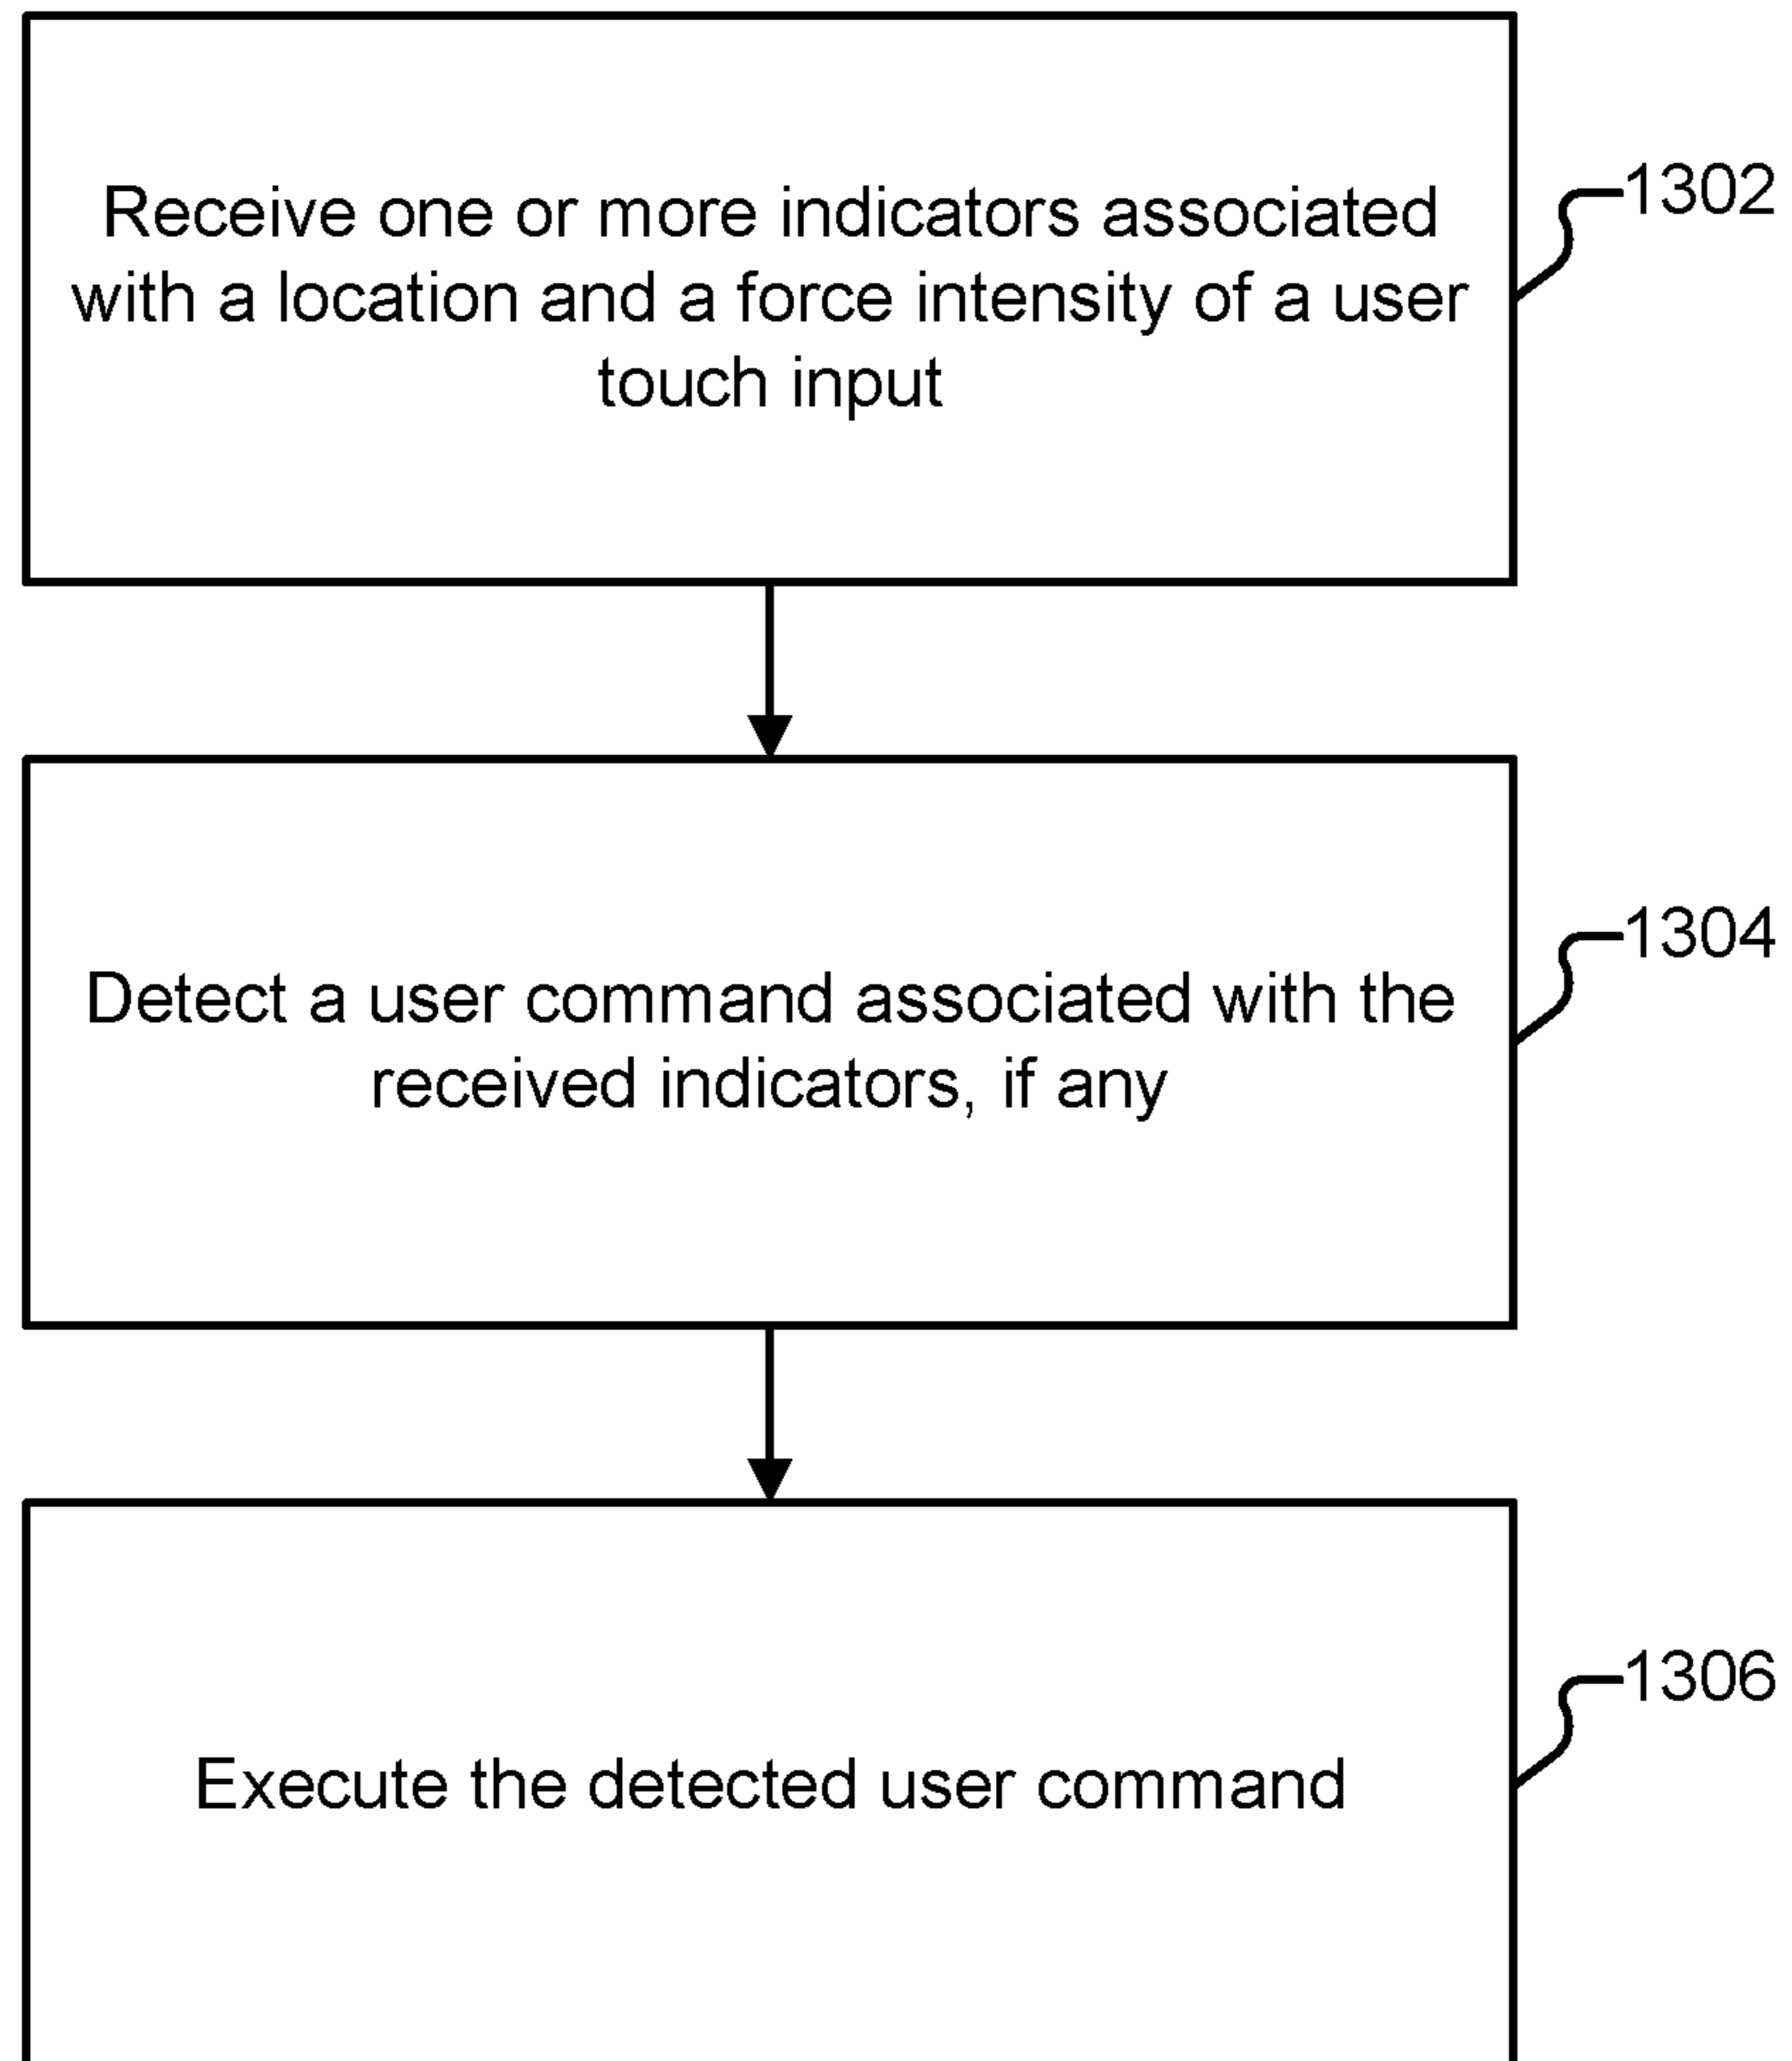 Receive one or more indicators associated
with a location and a force intensity of a user
touch input
1302
Detect a user command associated with the
received indicators, if any
1304
Execute the detected user command
1306